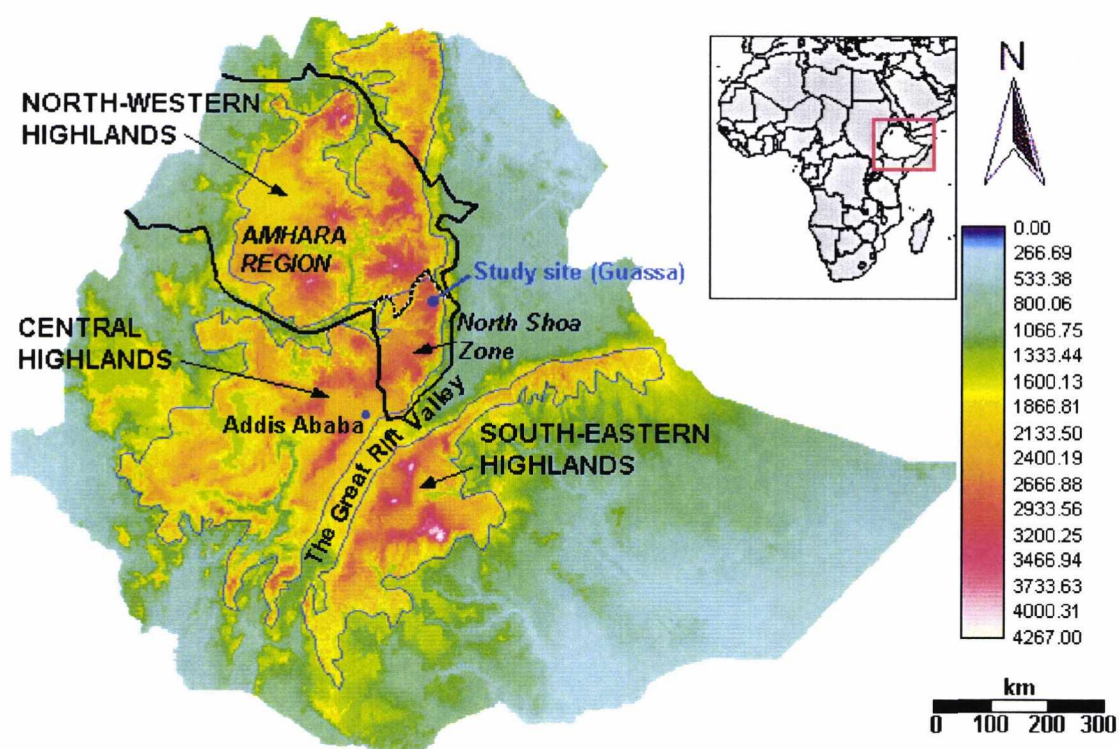 NORTH-WESTERN
HIGHLANDS
AMHARA
REGION
Study site (Guassa)
North Shoa
Zone
CENTRAL
HIGHLANDS
Addis Ababa
The Great Rift Valley
SOUTH-EASTERN
HIGHLANDS
N
0.00
266.69
533.38
800.06
1066.75
1333.44
1600.13
1866.81
2133.50
2400.19
2666.88
2933.56
3200.25
3466.94
3733.63
4000.31
4267.00
km
0 100 200 300